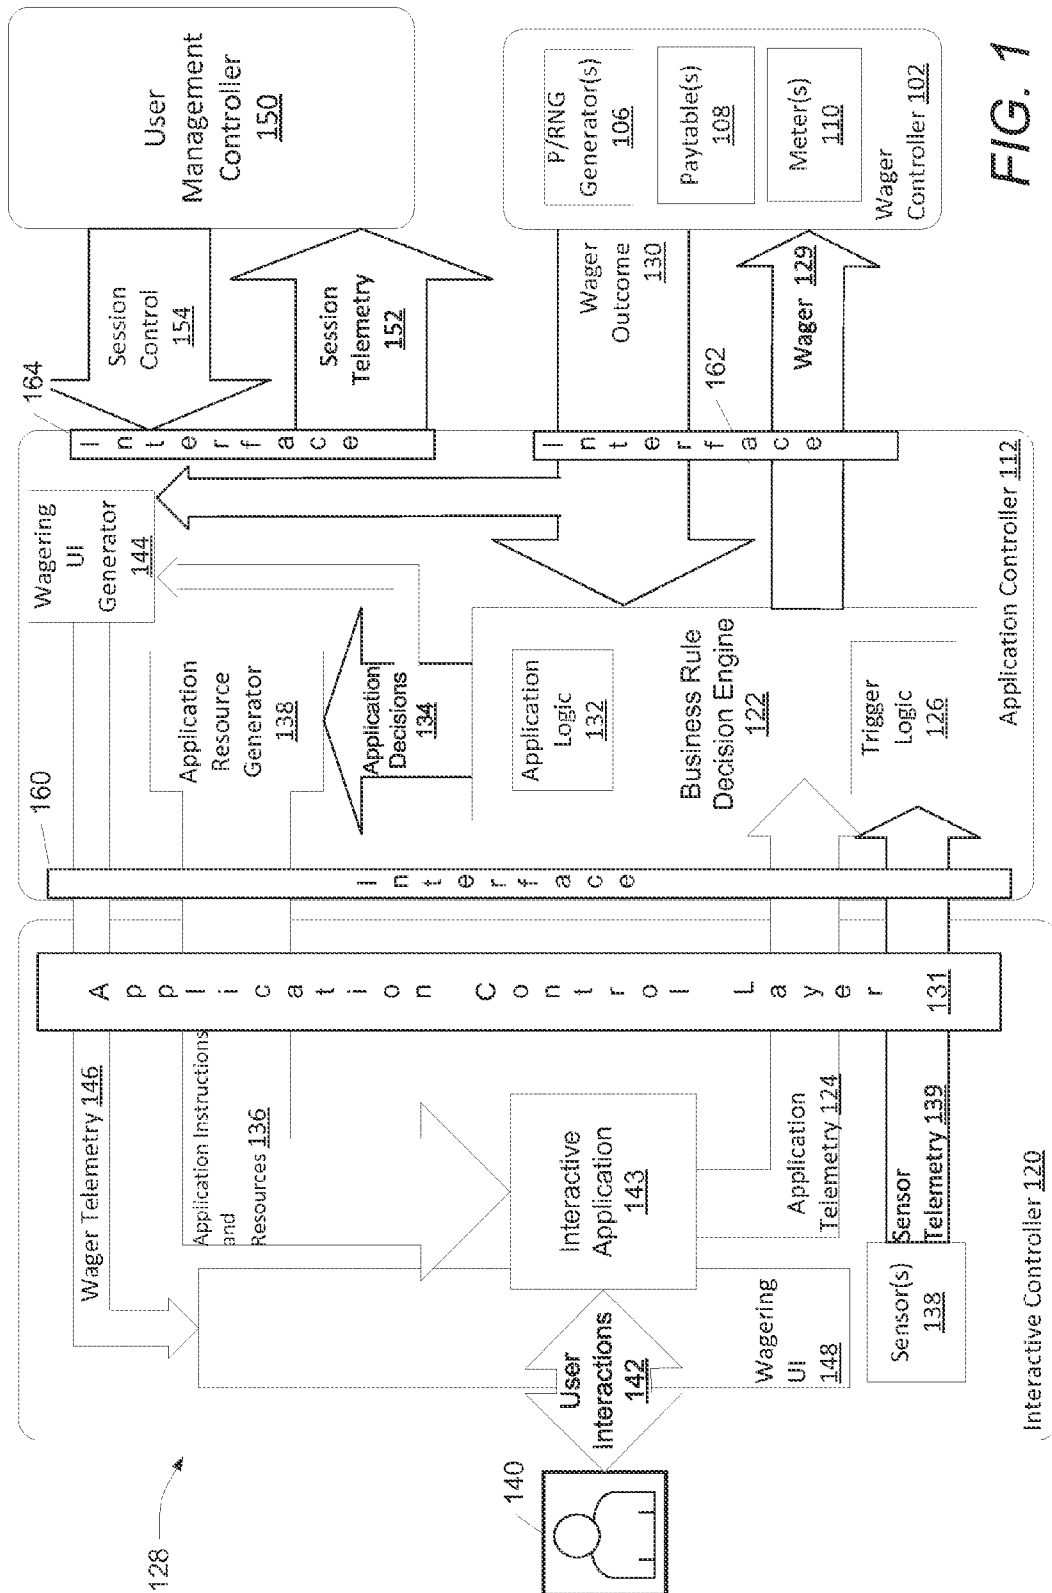 128
140
User
Interactions
142
Wager Telemetry 146
Application Instructions
and
Resources 136
Interactive
Application
143
Wagering
UI
148
Application
Telemetry 124
Sensor(s)
138
Sensor
Telemetry 139
Interactive Controller 120
Application Control Layer 131
160
Interface
Wagering
UI
Generator
144
Application
Resource
Generator
138
Application
Decisions
134
Application
Logic
132
Business Rule
Decision Engine
122
Trigger
Logic
126
Application Controller 112
164
Interface
Interface
162
Session
Control
154
Session
Telemetry
152
Wager
Outcome
130
Wager 129
User
Management
Controller
150
P/RNG
Generator(s)
106
Paytable(s)
108
Meter(s)
110
Wager
Controller 102
FIG. 1